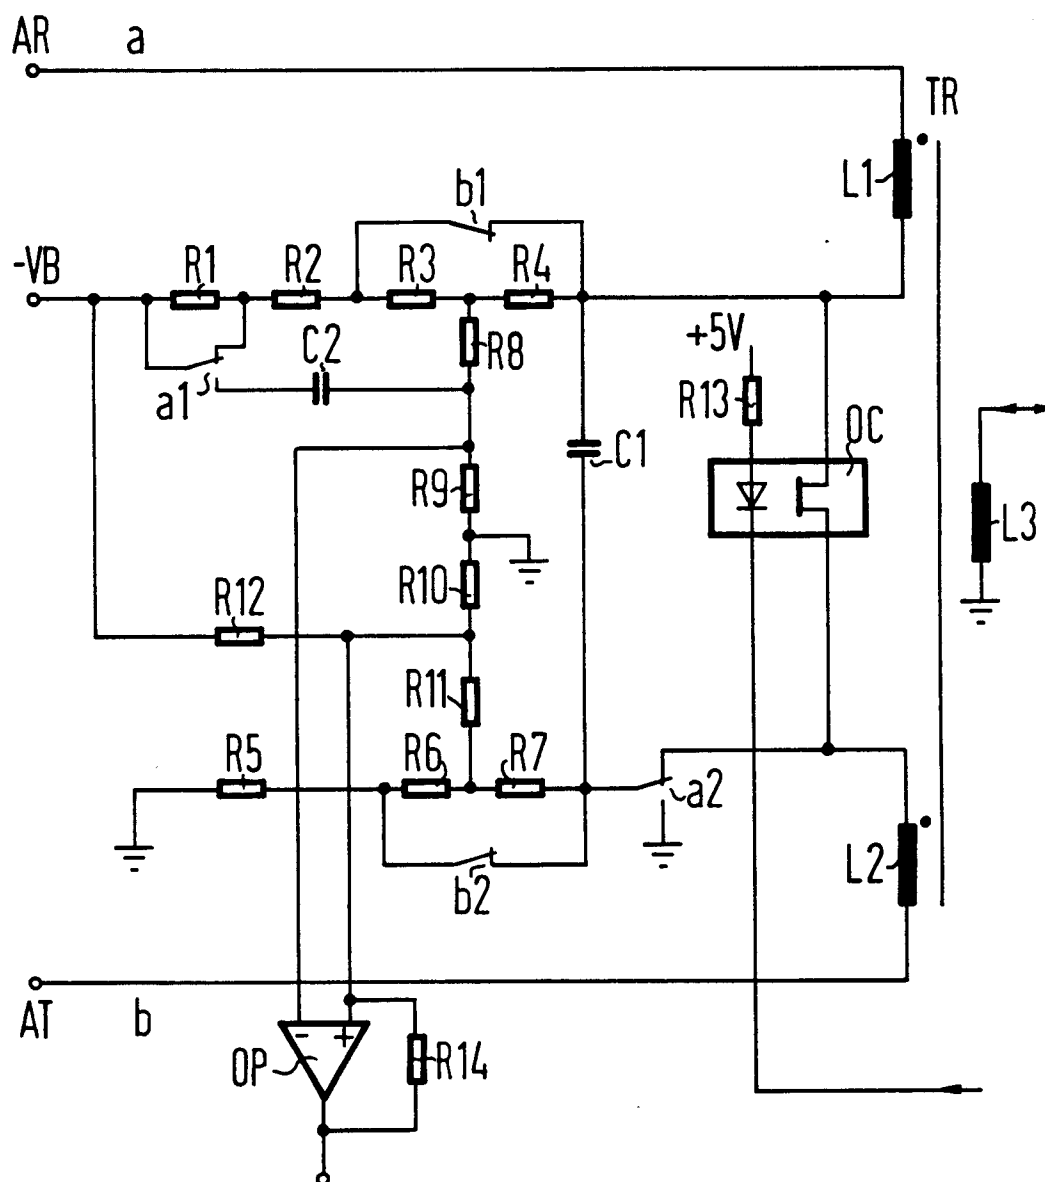 AR a
TR
L1
b1
-VB R1 R2 R3 R4
+5V
C2 R8
a1 R13 OC
C1
R9 L3
R10
R12
R11
R5 R6 R7
a2
L2
b2
AT b
- +
OP R14